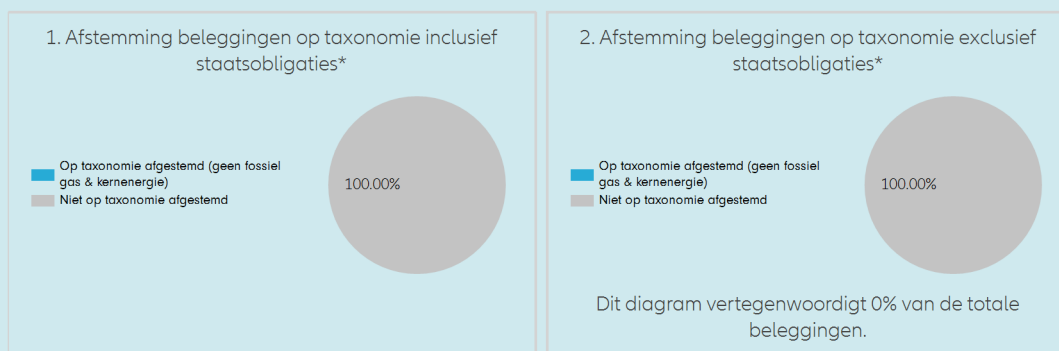 1. Afstemming beleggingen op taxonomie inclusief
staatsobligaties*
Op taxonomie afgestemd (geen fossiel
gas & kernenergie)
Niet op taxonomie afgestemd
100.00%
2. Afstemming beleggingen op taxonomie exclusief
staatsobligaties*
Op taxonomie afgestemd (geen fossiel
gas & kernenergie)
Niet op taxonomie afgestemd
100.00%
Dit diagram vertegenwoordigt 0% van de totale
beleggingen.